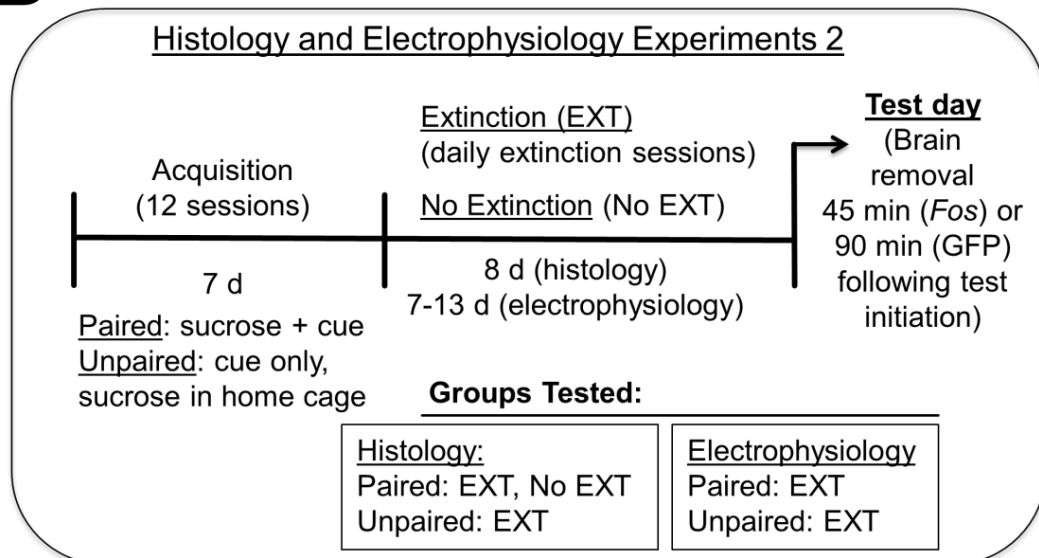 Histology and Electrophysiology Experiments 2
Acquisition
(12 sessions)
7 d
Paired: sucrose + cue
Unpaired: cue only,
sucrose in home cage
Extinction (EXT)
(daily extinction sessions)
No Extinction (No EXT)
8 d (histology)
7-13 d (electrophysiology)
Test day
(Brain
removal
45 min (Fos) or
90 min (GFP)
following test
initiation)
Groups Tested:
Histology:
Paired: EXT, No EXT
Unpaired: EXT
Electrophysiology
Paired: EXT
Unpaired: EXT